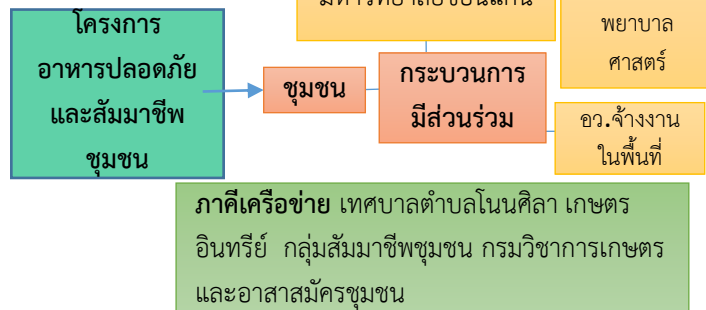 โครงการ
อาหารปลอดภัย
และสัมมาชีพ
ชุมชน
ชุมชน
กระบวนการ
มีส่วนร่วม
พยาบาล
ศาสตร์
อว.จ้างงาน
ในพื้นที่
ภาคีเครือข่าย เทศบาลตำบลโนนศิลา เกษตร
อินทรีย์ กลุ่มสัมมาชีพชุมชน กรมวิชาการเกษตร
และอาสาสมัครชุมชน